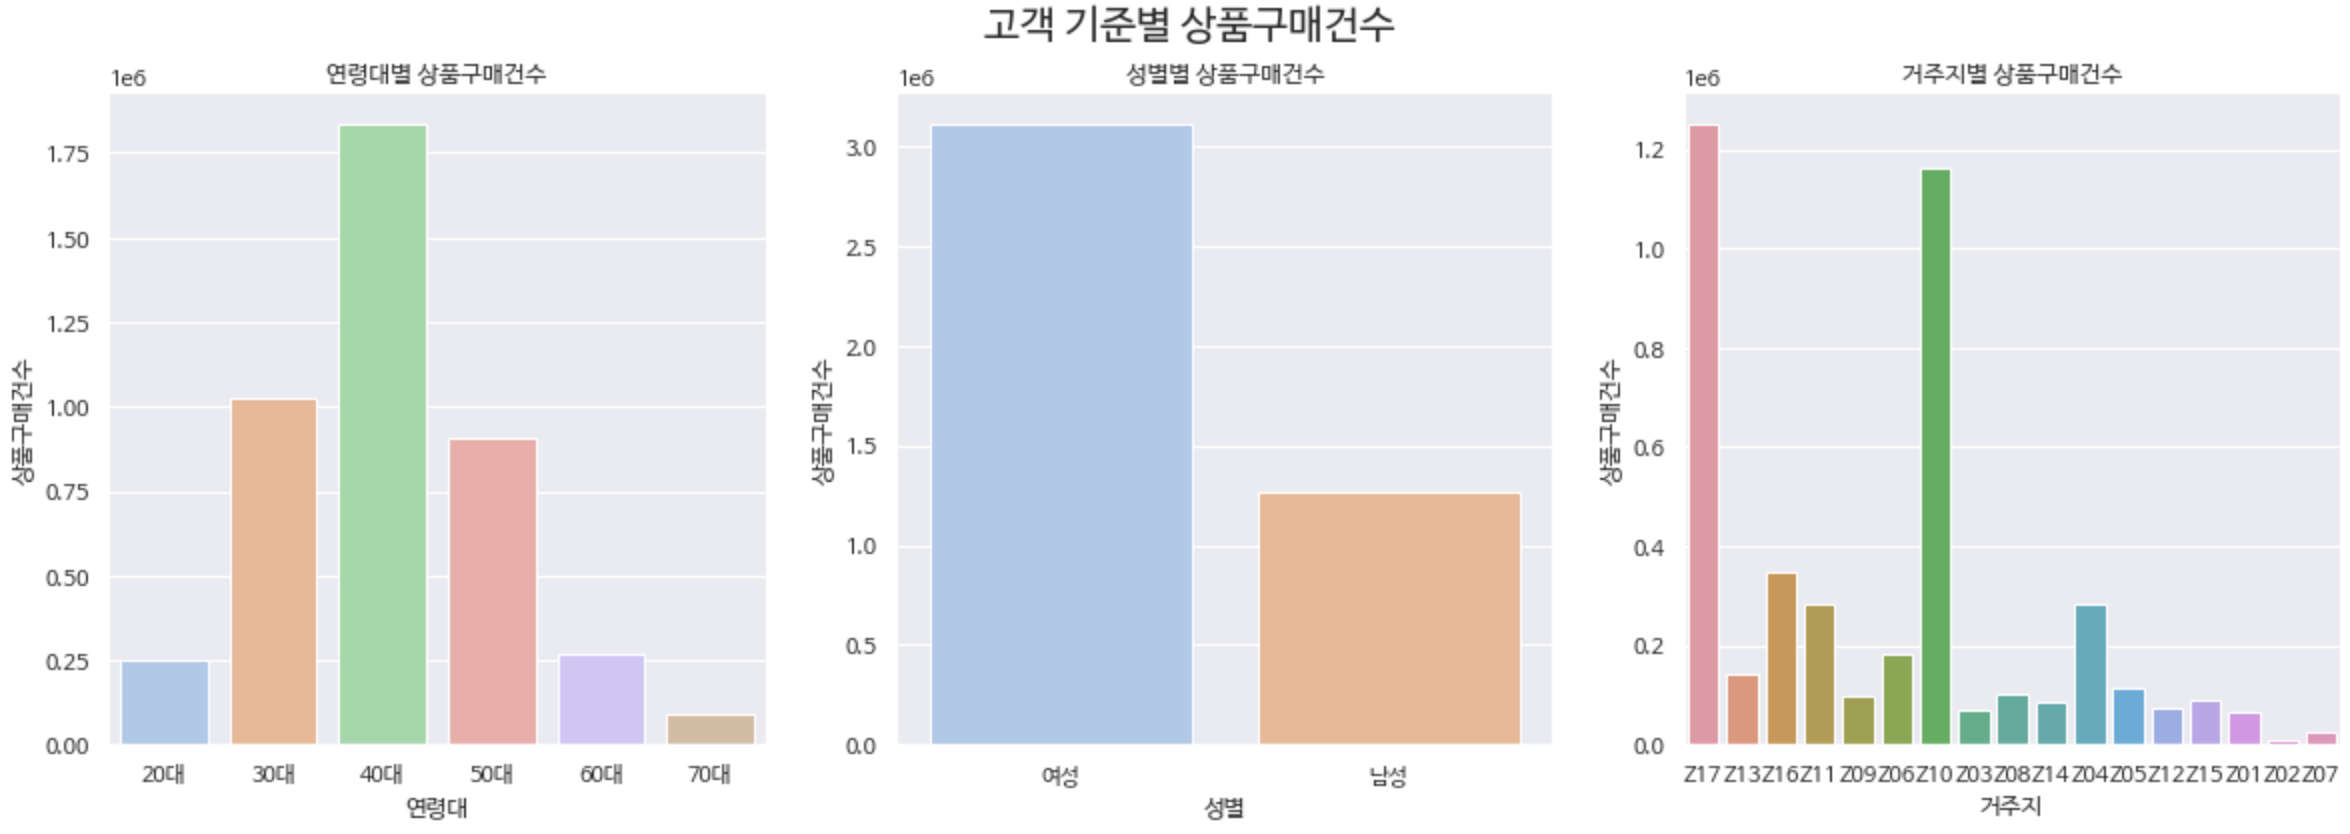 고객 기준별 상품구매건수
연령대별 상품구매건수
1e6
1.75
1.50
1.25
1.00
0.75
0.50
0.25
0.00
상품구매건수
20대 30대 40대 50대 60대 70대
연령대
성별별 상품구매건수
1e6
3.0
2.5
2.0
1.5
1.0
0.5
0.0
상품구매건수
여성 남성
성별
거주지별 상품구매건수
1e6
1.2
1.0
0.8
0.6
0.4
0.2
0.0
상품구매건수
Z17 Z13 Z16 Z11 Z09 Z06 Z10 Z03 Z08 Z14 Z04 Z05 Z12 Z15 Z01 Z02 Z07
거주지